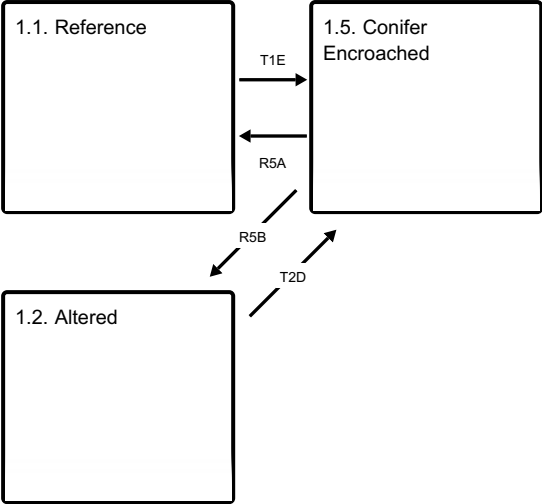 1.1. Reference
1.5. Conifer
Encroached
T1E
R5A
R5B
T2D
1.2. Altered